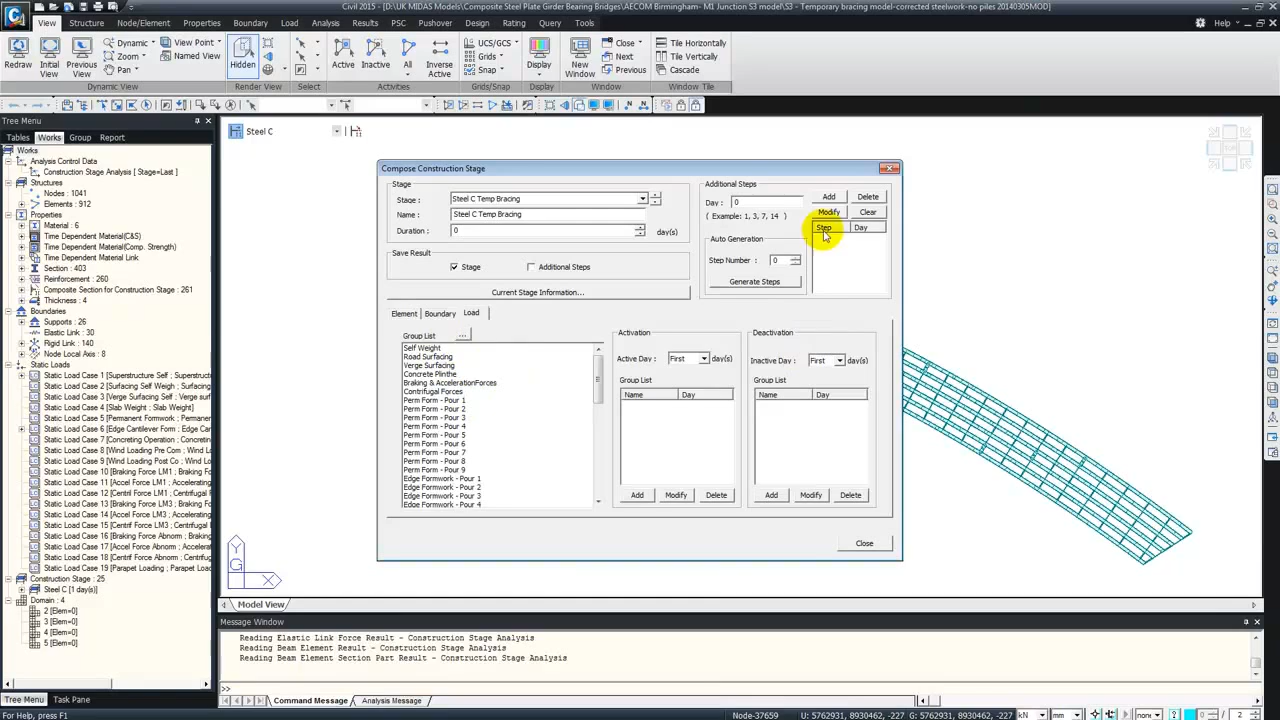 Civil 2015 - [D:\UK MIDAS Models\Composite Steel Plate Girder Bearing Bridges\AECOM Birmingham- M1 Junction S3 model\S3 - Temporary bracing model-corrected steelwork-no piles 20140305MOD]
View Structure Node/Element Properties Boundary Load Analysis Results PSC Pushover Design Rating Query Tools Help
Redraw Initial View Previous View Dynamic Zoom Pan View Point Named View Hidden Active Inactive All Inverse Active UCS/GCS Grids Snap Display New Window Close Next Previous Tile Horizontally Tile Vertically Cascade
Dynamic View Render View Select Activities Grids/Snap Display Window Window Tile
Tree Menu
Tables Works Group Report
Works
Analysis Control Data
Construction Stage Analysis [ Stage=Last ]
Structures
Nodes : 1041
Elements : 912
Properties
Material : 6
Time Dependent Material(C&S)
Time Dependent Material(Comp. Strength)
Time Dependent Material Link
Section : 403
Reinforcement : 260
Composite Section for Construction Stage : 261
Thickness : 4
Boundaries
Supports : 26
Elastic Link : 30
Rigid Link : 140
Node Local Axis : 8
Static Loads
Static Load Case 1 [Superstructure Self ; Superstruct
Static Load Case 2 [Surfacing Self Weigh ; Surfacing
Static Load Case 3 [Verge Surfacing Self ; Verge surf
Static Load Case 4 [Slab Weight ; Slab Weight]
Static Load Case 5 [Permanent Formwork ; Permane
Static Load Case 6 [Edge Cantilever Form ; Edge Car
Static Load Case 7 [Concreting Operation ; Concretin
Static Load Case 8 [Wind Loading Pre Com ; Wind L
Static Load Case 9 [Wind Loading Post Co ; Wind L
Static Load Case 10 [Braking Force LM1 ; Braking Fo
Static Load Case 11 [Accelerating Force LM1 ; Accel
Static Load Case 12 [Centrifl Force LM1 ; Centrifugal
Static Load Case 13 [Braking Force LM3 ; Braking Fo
Static Load Case 14 [Accel Force LM3 ; Accelerating
Static Load Case 15 [Centrif Force LM3 ; Centrifugal
Static Load Case 16 [Braking Force Abnom ; Braking
Static Load Case 17 [Accel Force Abnorm ; Accelerat
Static Load Case 18 [Centrif Force Abnorm ; Centrifu
Static Load Case 19 [Parapet Loading ; Parapet Load
Construction Stage : 25
Steel C [1 day(s)]
Domain : 4
2 [Elem=0]
3 [Elem=0]
4 [Elem=0]
5 [Elem=0]
Tree Menu Task Pane
Steel C
Compose Construction Stage
Stage
Stage : Steel C Temp Bracing
Name : Steel C Temp Bracing
Duration : 0 day(s)
Save Result
Stage Additional Steps
Current Stage Information...
Additional Steps
Day : 0 Add Delete
( Example: 1, 3, 7, 14 ) Modify Clear
Step Day
Auto Generation
Step Number : 0
Generate Steps
Element Boundary Load
Group List ...
Self Weight
Road Surfacing
Verge Surfacing
Concrete Plinthe
Braking & AccelerationForces
Contrifugal Forces
Perm Form - Pour 1
Perm Form - Pour 2
Perm Form - Pour 3
Perm Form - Pour 4
Perm Form - Pour 5
Perm Form - Pour 6
Perm Form - Pour 7
Perm Form - Pour 8
Perm Form - Pour 9
Edge Formwork - Pour 1
Edge Formwork - Pour 2
Edge Formwork - Pour 3
Edge Formwork - Pour 4
Activation
Active Day : First day(s)
Group List
Name Day
Add Modify Delete
Deactivation
Inactive Day : First day(s)
Group List
Name Day
Add Modify Delete
Close
Y
G
X
Model View
Message Window
Reading Elastic Link Force Result - Construction Stage Analysis
Reading Beam Element Result - Construction Stage Analysis
Reading Beam Element Section Part Result - Construction Stage Analysis
>>
Command Message Analysis Message
For Help, press F1 Node-37659 U: 5762931, 8930462, -227 G: 5762931, 8930462, -227 kN mm none 0 / 2